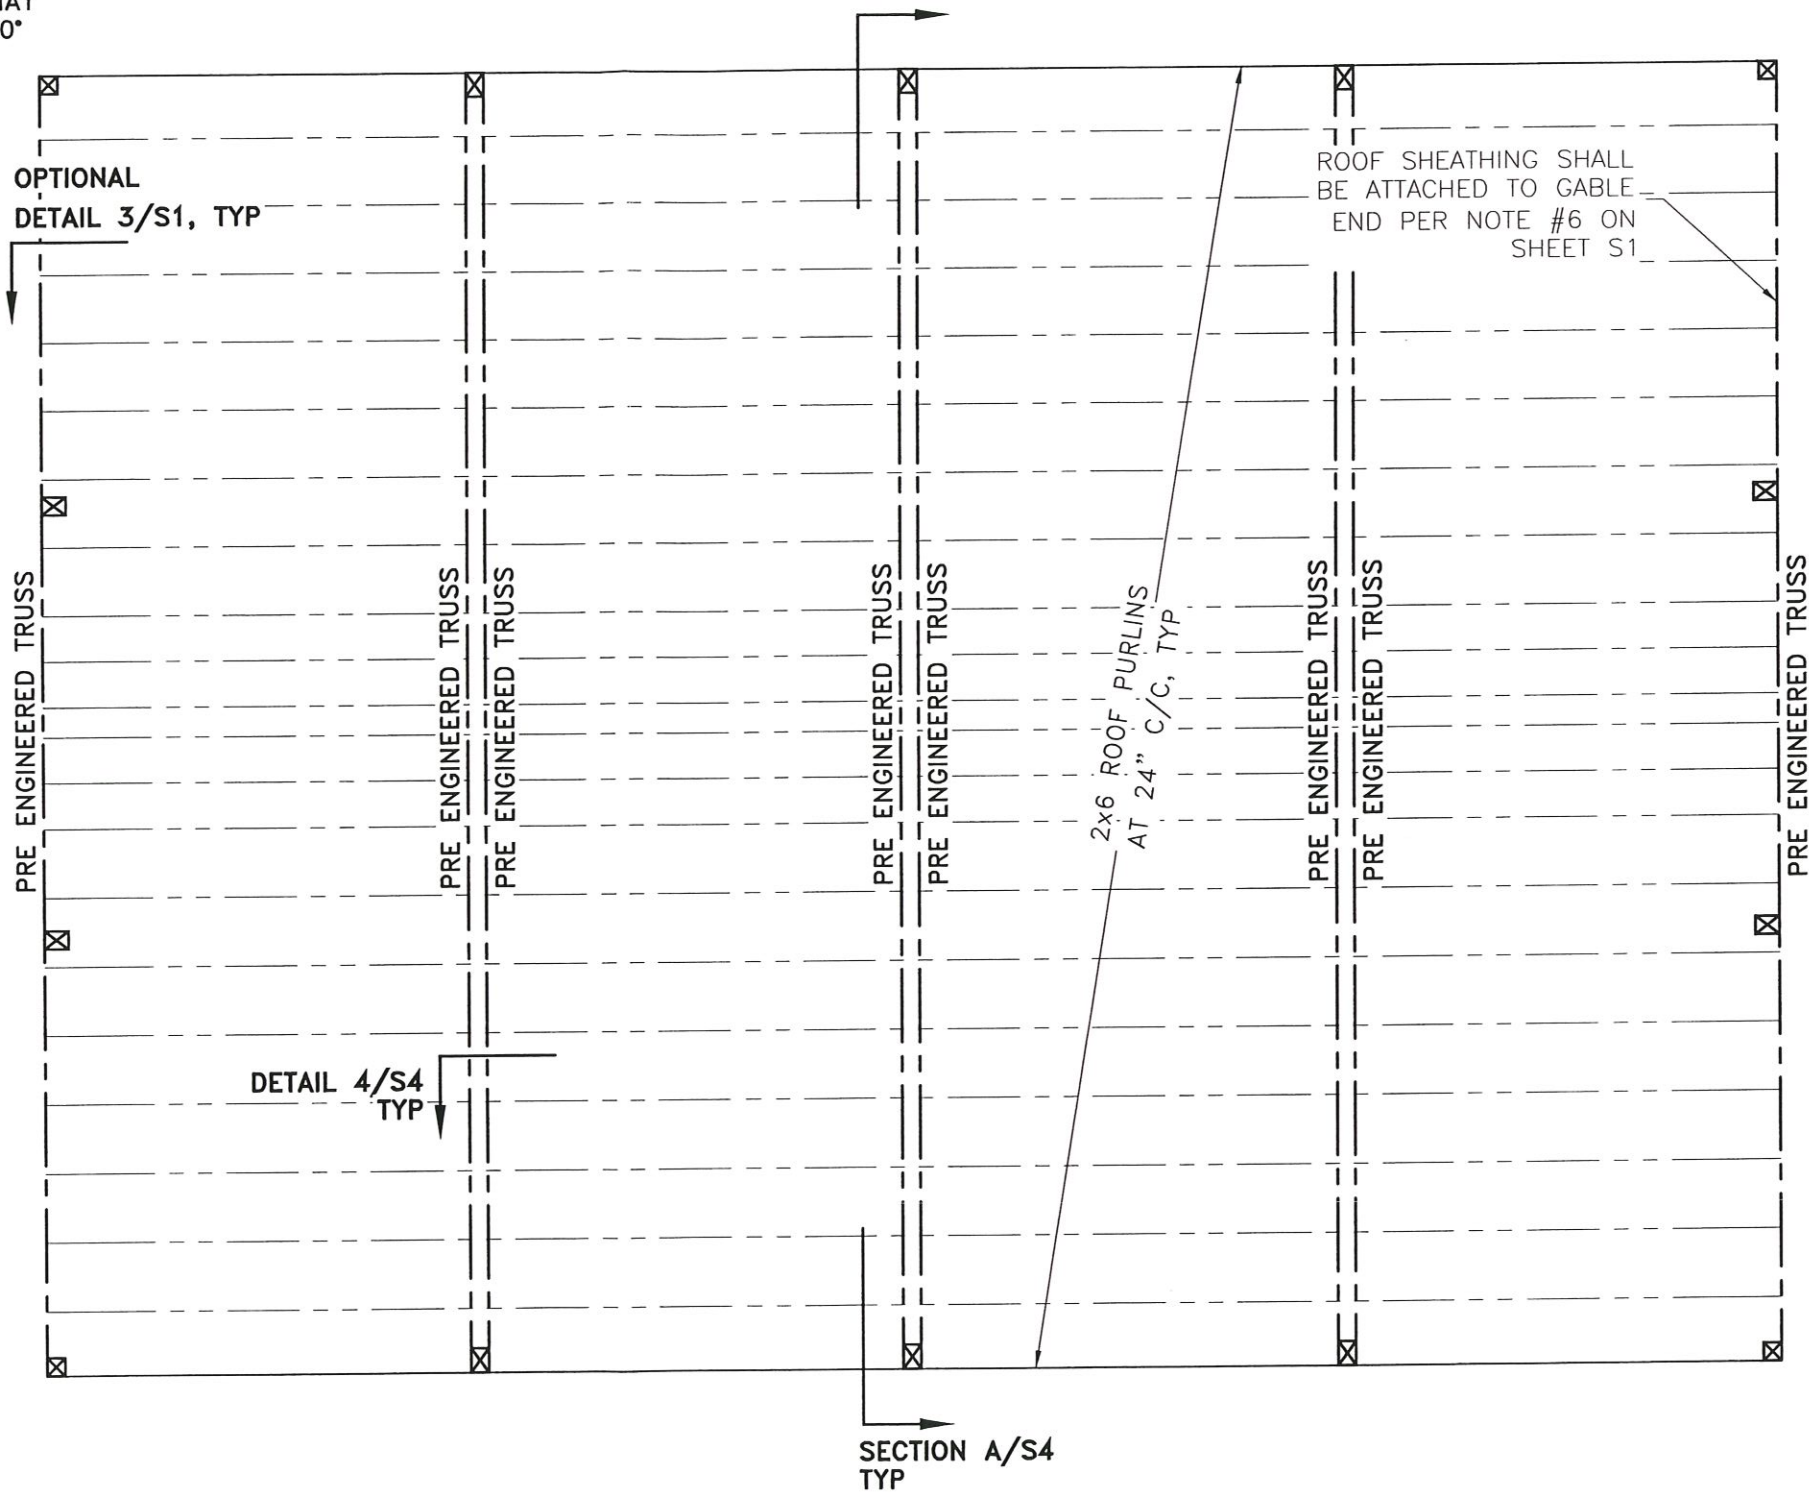 0°
OPTIONAL
DETAIL 3/S1, TYP
ROOF SHEATHING SHALL
BE ATTACHED TO GABLE
END PER NOTE #6 ON
SHEET S1
PRE ENGINEERED TRUSS
PRE ENGINEERED TRUSS
PRE ENGINEERED TRUSS
PRE ENGINEERED TRUSS
PRE ENGINEERED TRUSS
2x6 ROOF PURLINS
AT 24" C/C, TYP
PRE ENGINEERED TRUSS
PRE ENGINEERED TRUSS
PRE ENGINEERED TRUSS
DETAIL 4/S4
TYP
SECTION A/S4
TYP